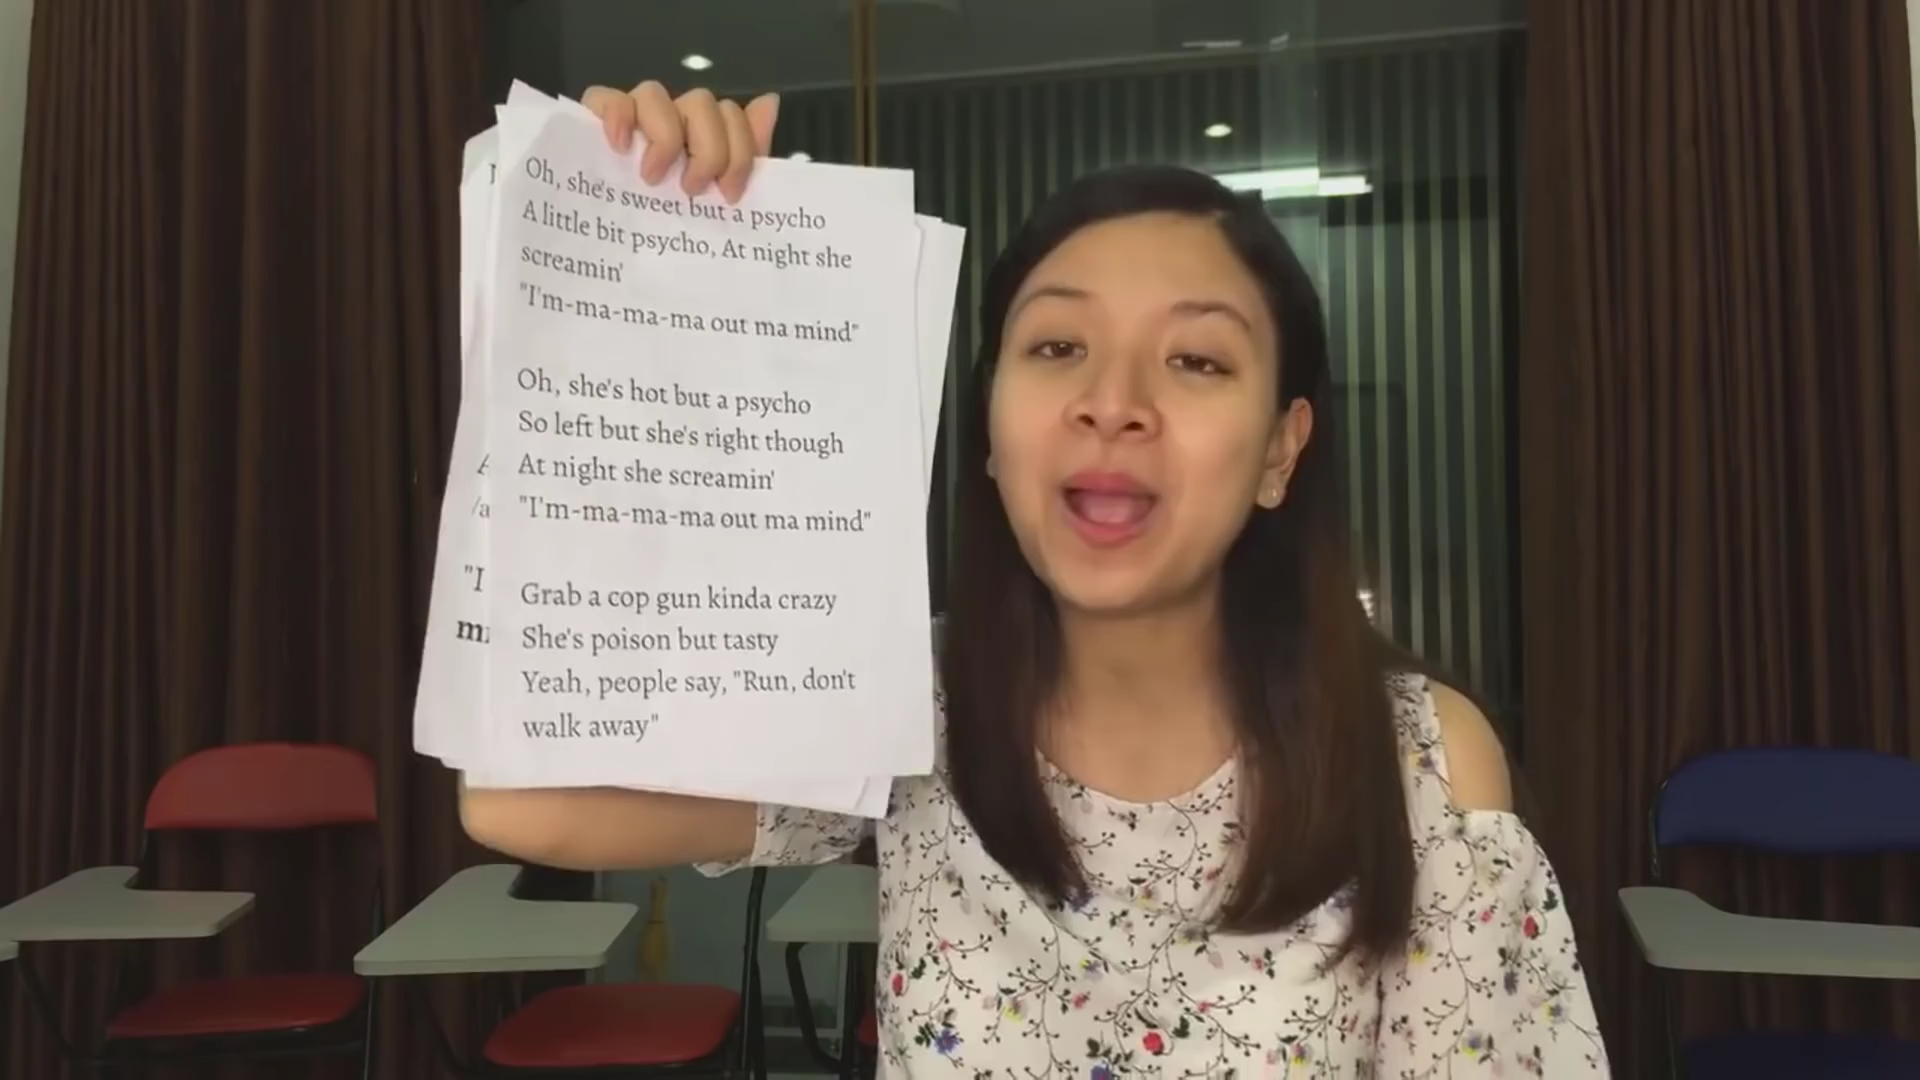 Oh, she's sweet but a psycho
A little bit psycho, At night she
screamin'
"I'm-ma-ma-ma out ma mind"
Oh, she's hot but a psycho
So left but she's right though
At night she screamin'
"I'm-ma-ma-ma out ma mind"
Grab a cop gun kinda crazy
She's poison but tasty
Yeah, people say, "Run, don't
walk away"
/a
"I